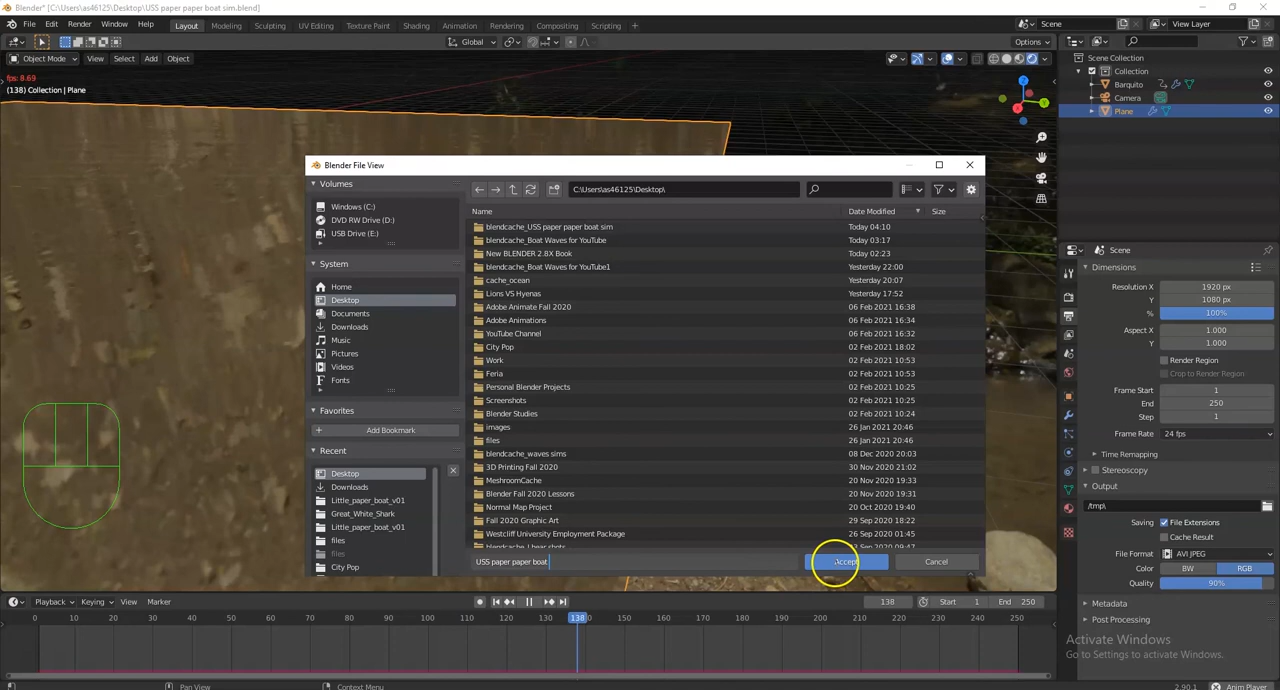 Blender* [C:\Users\as46125\Desktop\USS paper paper boat sim.blend]
File Edit Render Window Help Layout Modeling Sculpting UV Editing Texture Paint Shading Animation Rendering Compositing Scripting + Scene View Layer
Global Options
Object Mode View Select Add Object
fps: 8.69
(138) Collection | Plane
Scene Collection
Collection
Barquito
Camera
Plane
Blender File View
Volumes
Windows (C:)
DVD RW Drive (D:)
USB Drive (E:)
System
Home
Desktop
Documents
Downloads
Music
Pictures
Videos
Fonts
Favorites
+ Add Bookmark
Recent
Desktop
Downloads
Little_paper_boat_v01
Great_White_Shark
Little_paper_boat_v01
files
files
City Pop
C:\Users\as46125\Desktop\
Name Date Modified Size
blendcache_USS paper paper boat sim Today 04:10
blendcache_Boat Waves for YouTube Today 03:17
New BLENDER 2.8X Book Today 02:23
blendcache_Boat Waves for YouTube1 Yesterday 22:00
cache_ocean Yesterday 20:07
Lions VS Hyenas Yesterday 17:52
Adobe Animate Fall 2020 06 Feb 2021 16:38
Adobe Animations 06 Feb 2021 16:34
YouTube Channel 06 Feb 2021 16:32
City Pop 02 Feb 2021 18:02
Work 02 Feb 2021 10:53
Feria 02 Feb 2021 10:53
Personal Blender Projects 02 Feb 2021 10:25
Screenshots 02 Feb 2021 10:25
Blender Studies 02 Feb 2021 10:24
images 26 Jan 2021 20:46
files 26 Jan 2021 20:46
blendcache_waves sims 08 Dec 2020 20:03
3D Printing Fall 2020 30 Nov 2020 21:02
MeshroomCache 20 Nov 2020 19:33
Blender Fall 2020 Lessons 20 Nov 2020 19:31
Normal Map Project 20 Oct 2020 19:40
Fall 2020 Graphic Art 29 Sep 2020 18:22
Westcliff University Employment Package 26 Sep 2020 01:45
USS paper paper boat Accept Cancel
Scene
Dimensions
Resolution X 1920 px
Y 1080 px
% 100%
Aspect X 1.000
Y 1.000
Render Region
Crop to Render Region
Frame Start 1
End 250
Step 1
Frame Rate 24 fps
Time Remapping
Stereoscopy
Output
/tmp\
Saving File Extensions
Cache Result
File Format AVI JPEG
Color BW RGB
Quality 90%
Metadata
Post Processing
Activate Windows
Go to Settings to activate Windows.
Playback Keying View Marker 138 Start 1 End 250
0 10 20 30 40 50 60 70 80 90 100 110 120 130 138 150 160 170 180 190 200 210 220 230 240 250
Pan View Context Menu 2.90.1 Anim Player